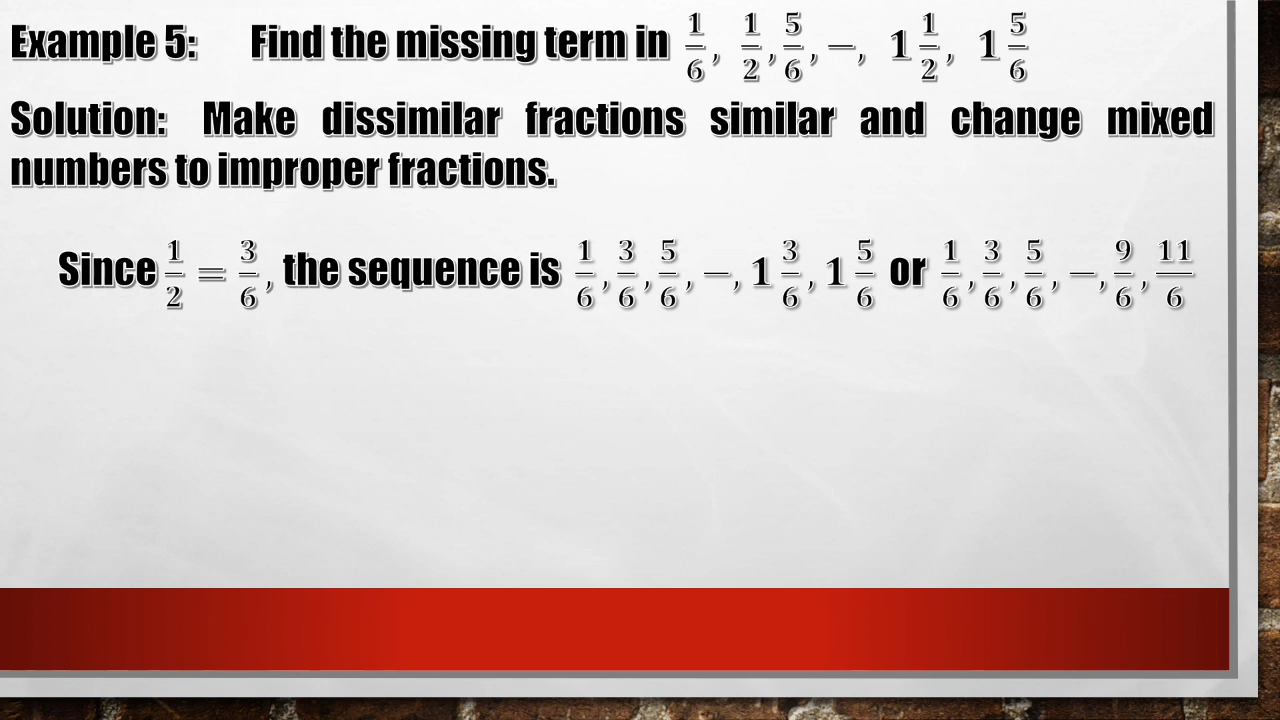 Example 5: Find the missing term in 1/6, 1/2, 5/6, –, 1 1/2, 1 5/6
Solution: Make dissimilar fractions similar and change mixed
numbers to improper fractions.
Since 1/2 = 3/6, the sequence is 1/6, 3/6, 5/6, –, 1 3/6, 1 5/6 or 1/6, 3/6, 5/6, –, 9/6, 11/6